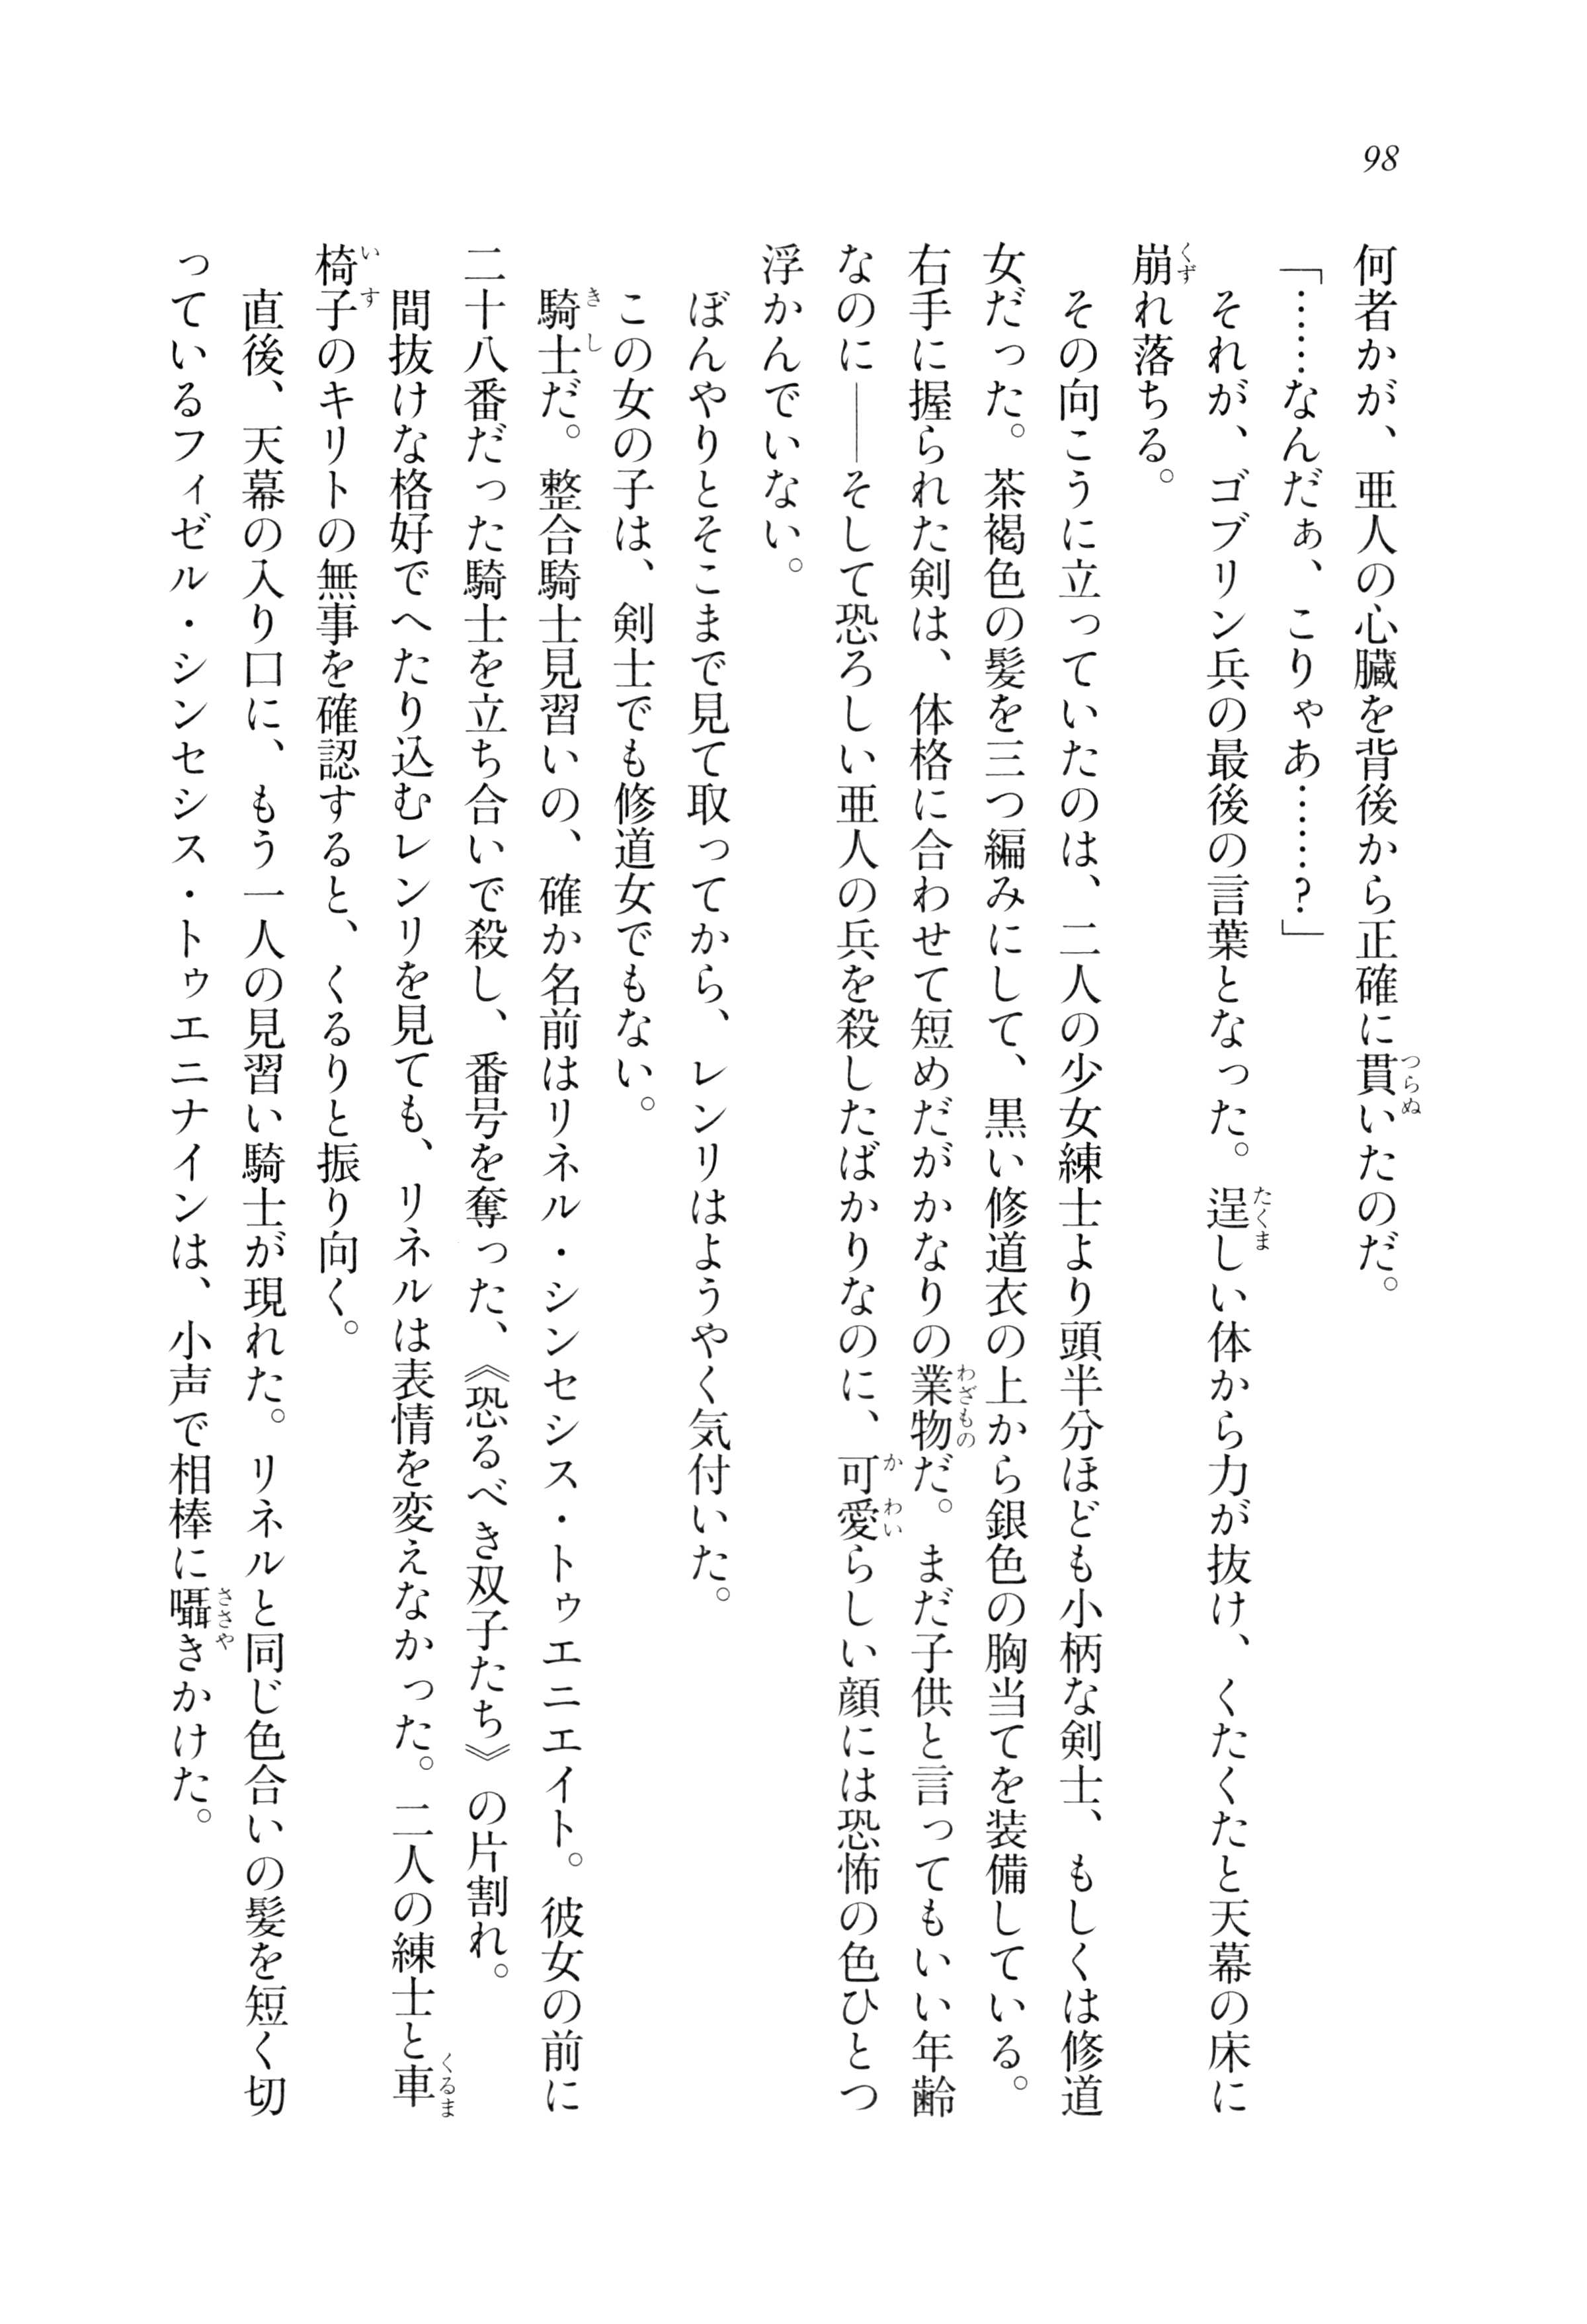 98
何者かが、亜人の心臓を背後から正確に貫いたのだ。
「……なんだぁ、こりゃあ……?」
それが、ゴブリン兵の最後の言葉となった。逞しい体から力が抜け、くたくたと天幕の床に
崩れ落ちる。
その向こうに立っていたのは、二人の少女練士より頭半分ほども小柄な剣士、もしくは修道
女だった。茶褐色の髪を三つ編みにして、黒い修道衣の上から銀色の胸当てを装備している。
右手に握られた剣は、体格に合わせて短めだがかなりの業物だ。まだ子供と言ってもいい年齢
なのに――そして恐ろしい亜人の兵を殺したばかりなのに、可愛らしい顔には恐怖の色ひとつ
浮かんでいない。
ぼんやりとそこまで見て取ってから、レンリはようやく気付いた。
この女の子は、剣士でも修道女でもない。
騎士だ。整合騎士見習いの、確か名前はリネル・シンセシス・トゥエニエイト。彼女の前に
二十八番だった騎士を立ち合いで殺し、番号を奪った、《恐るべき双子たち》の片割れ。
間抜けな格好でへたり込むレンリを見ても、リネルは表情を変えなかった。二人の練士と車
椅子のキリトの無事を確認すると、くるりと振り向く。
直後、天幕の入り口に、もう一人の見習い騎士が現れた。リネルと同じ色合いの髪を短く切
っているフィゼル・シンセシス・トゥエニナインは、小声で相棒に囁きかけた。